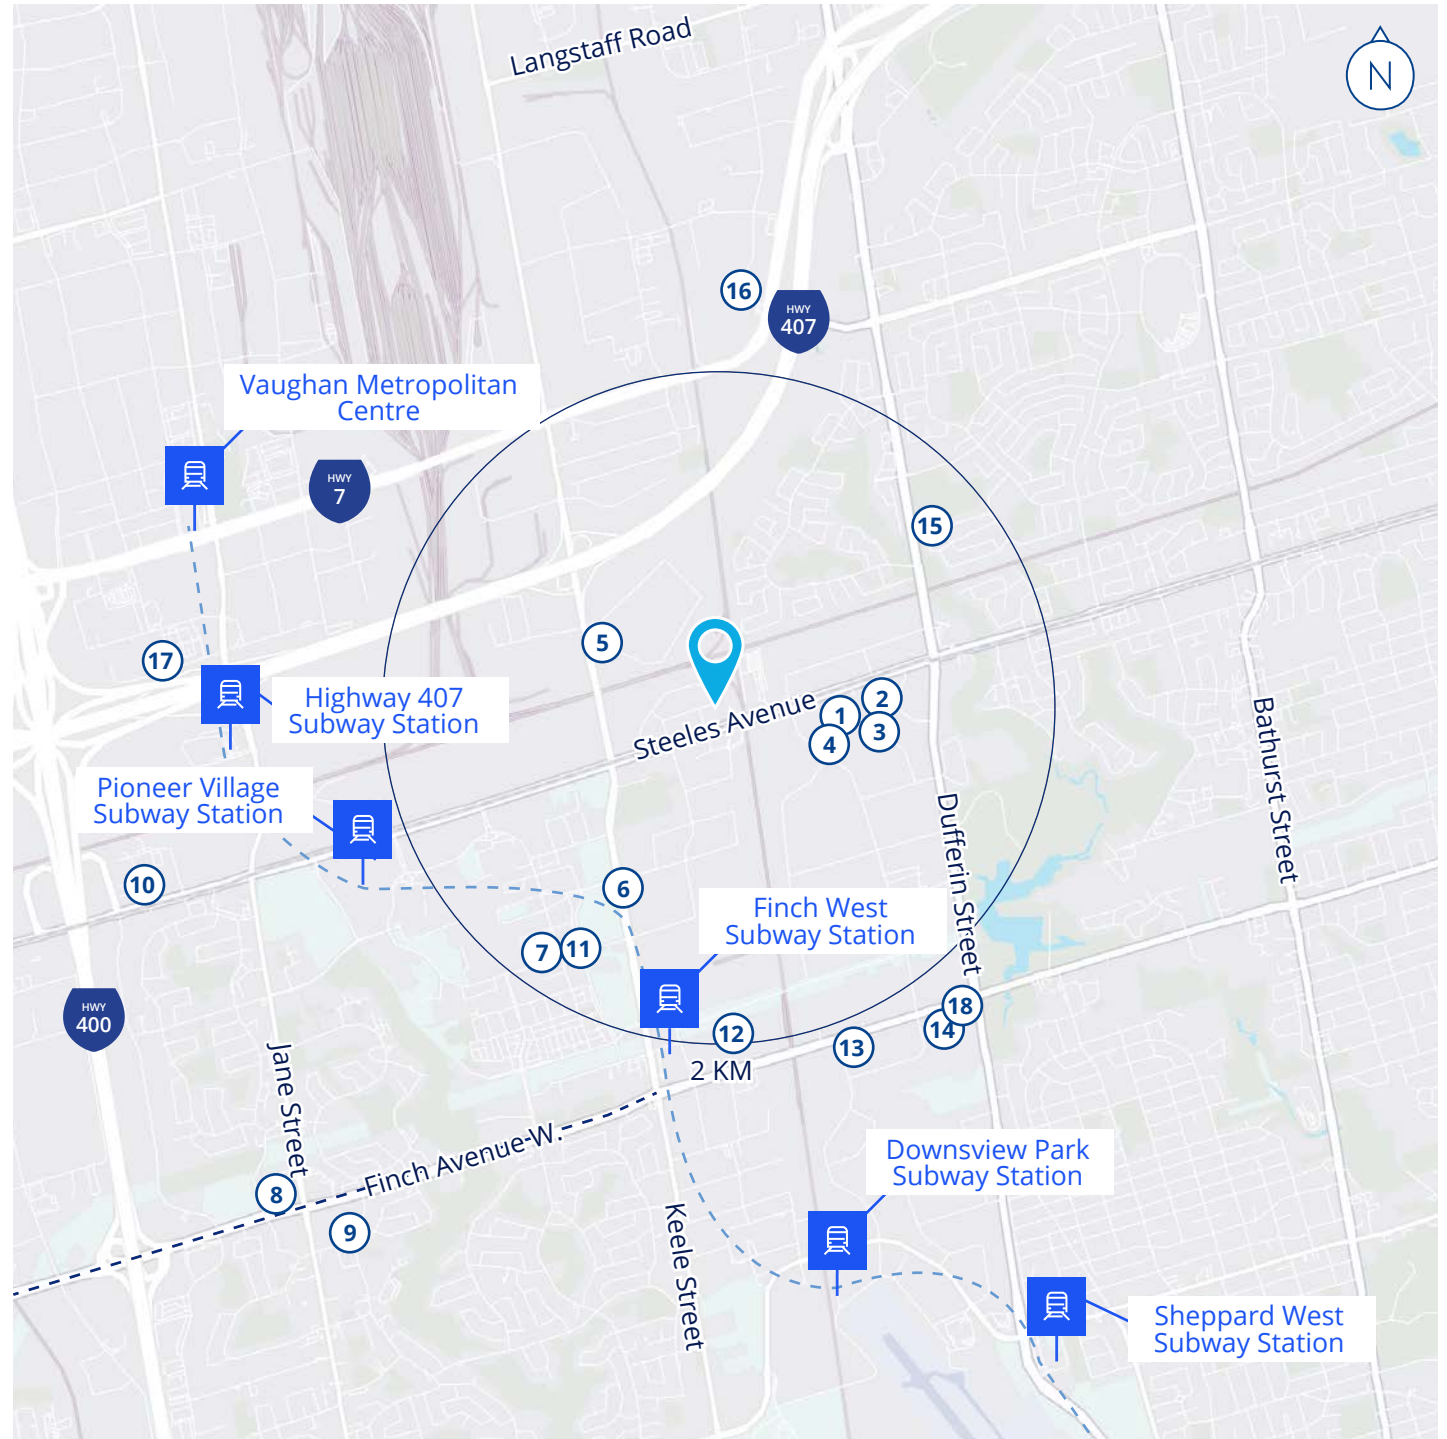 Langstaff Road
N
16
HWY
407
Vaughan Metropolitan
Centre
HWY
7
15
5
17
Highway 407
Subway Station
Steeles Avenue
1
2
3
4
Bathurst Street
Pioneer Village
Subway Station
Dufferin Street
10
6
Finch West
Subway Station
7
11
HWY
400
12
13
14
18
2 KM
Jane Street
Finch Avenue W.
8
9
Downsview Park
Subway Station
Keele Street
Sheppard West
Subway Station